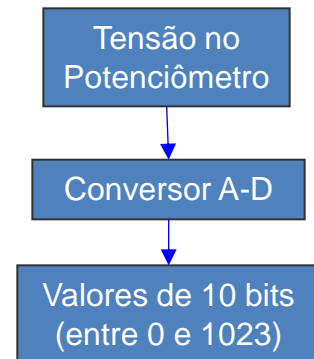 Tensão no
Potenciômetro
Conversor A-D
Valores de 10 bits
(entre 0 e 1023)